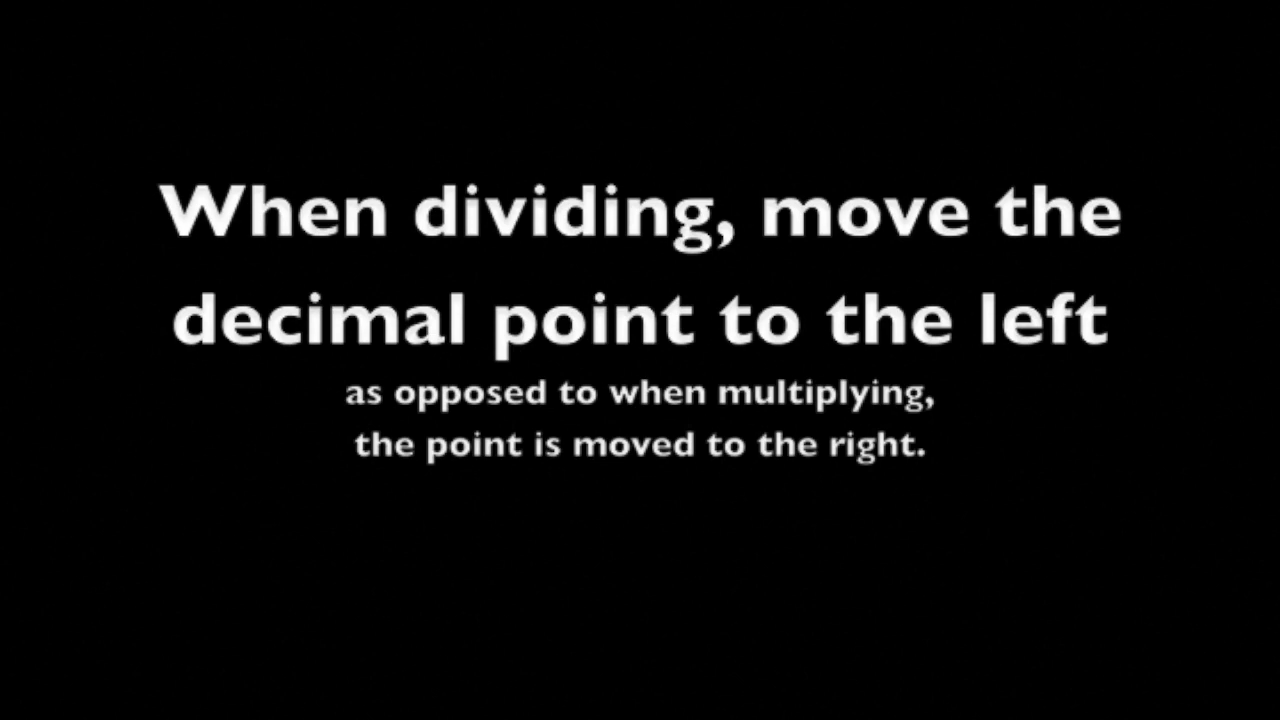 When dividing, move the
decimal point to the left
as opposed to when multiplying,
the point is moved to the right.